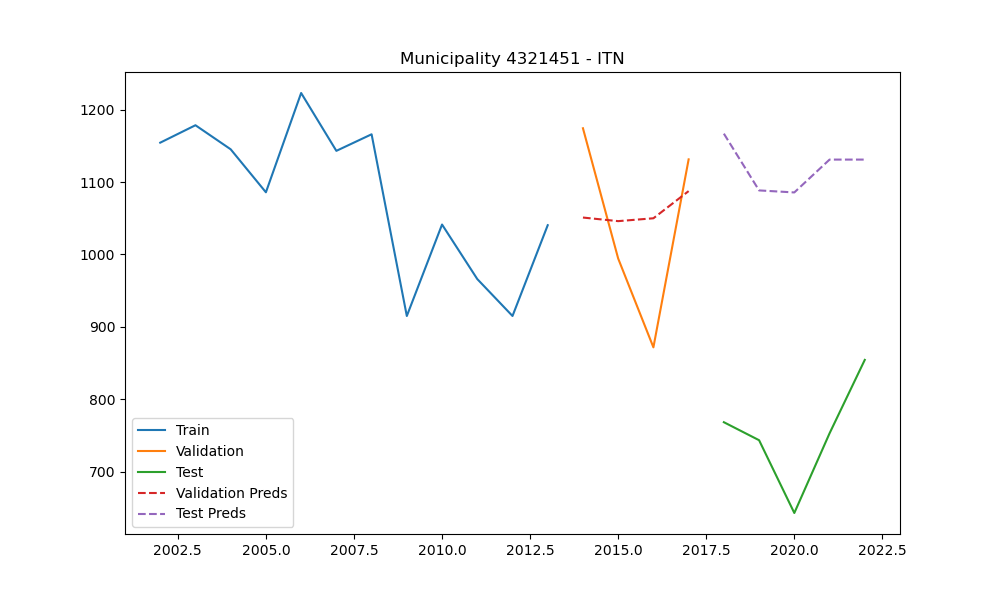 Municipality 4321451 - ITN
1200
1100
1000
900
800
700
Train
Validation
Test
Validation Preds
Test Preds
2002.5 2005.0 2007.5 2010.0 2012.5 2015.0 2017.5 2020.0 2022.5